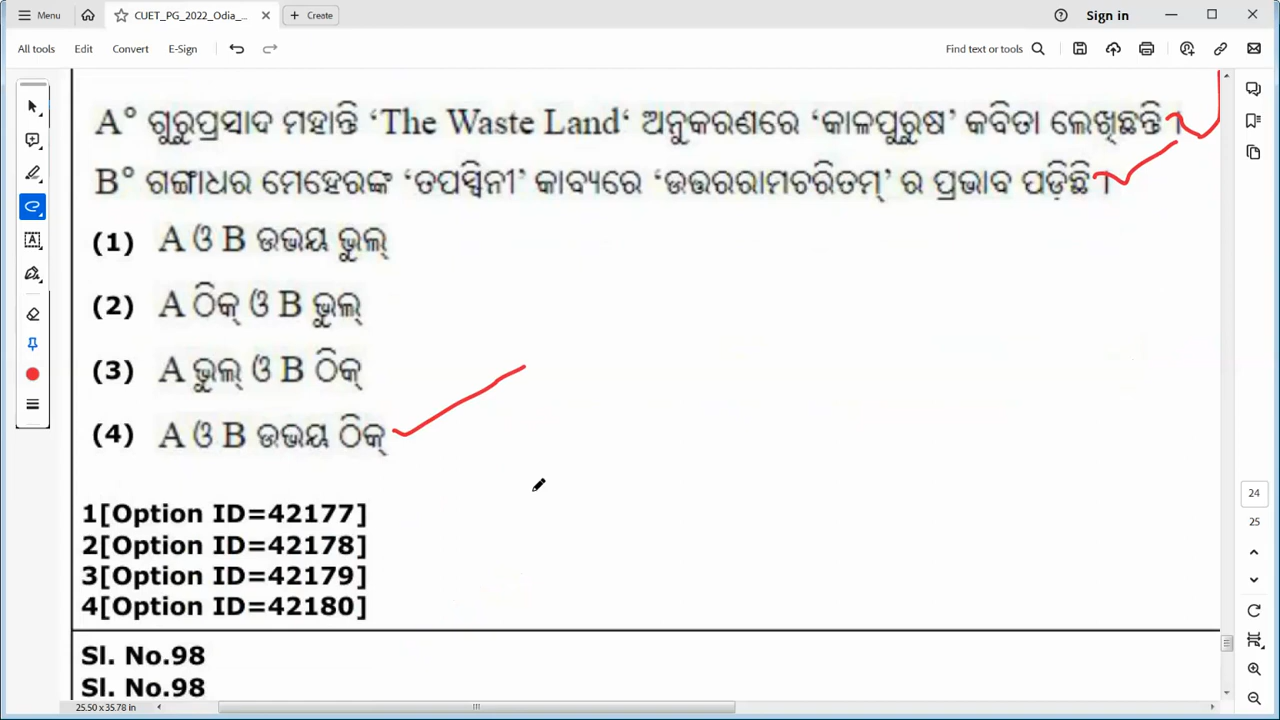 Menu
CUET_PG_2022_Odia_...
Create
Sign in
All tools
Edit
Convert
E-Sign
Find text or tools
A° ଗୁରୁପ୍ରସାଦ ମହାନ୍ତି ‘The Waste Land‘ ଅନୁକରଣରେ ‘କାଳପୁରୁଷ’ କବିତା ଲେଖିଛନ୍ତି ।
B° ଗଙ୍ଗାଧର ମେହେରଙ୍କ ‘ତପସ୍ୱିନୀ’ କାବ୍ୟରେ ‘ଉତ୍ତରରାମଚରିତମ୍’ ର ପ୍ରଭାବ ପଡ଼ିଛି ।
(1) A ଓ B ଉଭୟ ଭୁଲ୍
(2) A ଠିକ୍ ଓ B ଭୁଲ୍
(3) A ଭୁଲ୍ ଓ B ଠିକ୍
(4) A ଓ B ଉଭୟ ଠିକ୍
1[Option ID=42177]
2[Option ID=42178]
3[Option ID=42179]
4[Option ID=42180]
24
25
Sl. No.98
Sl. No.98
25.50 x 35.78 in